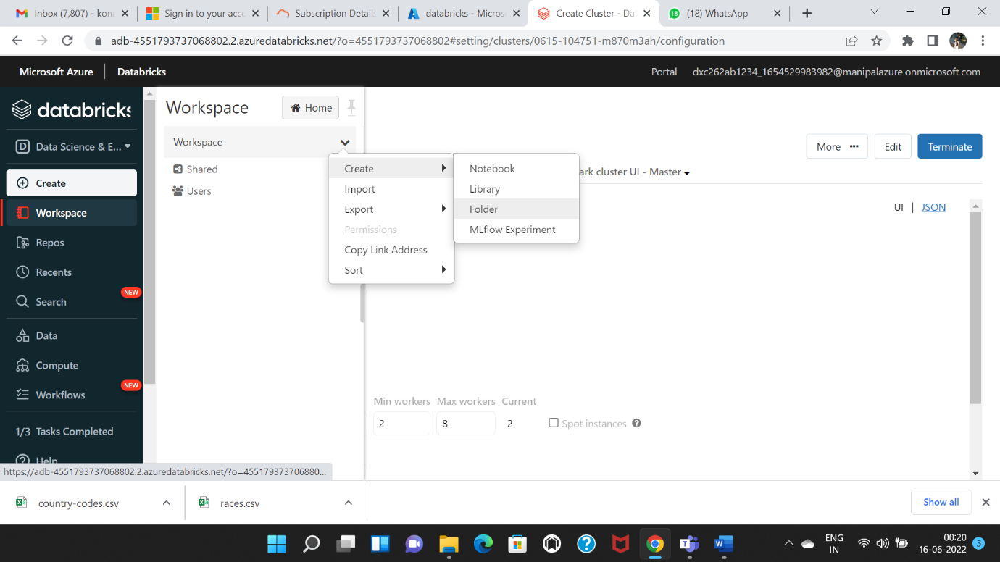 Inbox (7,807) - kona
Sign in to your acco
Subscription Details
databricks - Micros
Create Cluster - Dat
(18) WhatsApp
adb-4551793737068802.2.azuredatabricks.net/?o=4551793737068802#setting/clusters/0615-104751-m870m3ah/configuration
Microsoft Azure
Databricks
Portal
dxc262ab1234_1654529983982@manipalazure.onmicrosoft.com
databricks
Data Science & E...
Create
Workspace
Repos
Recents
NEW
Search
Data
Compute
NEW
Workflows
1/3 Tasks Completed
Help
Workspace
Home
Workspace
Shared
Users
Create
Import
Export
Permissions
Copy Link Address
Sort
Notebook
Library
Folder
MLflow Experiment
More
Edit
Terminate
ark cluster UI - Master
UI | JSON
Min workers Max workers Current
2 8 2 Spot instances
https://adb-4551793737068802.2.azuredatabricks.net/?o=455179373706880...
country-codes.csv
races.csv
Show all
ENG
IN
00:20
16-06-2022
3